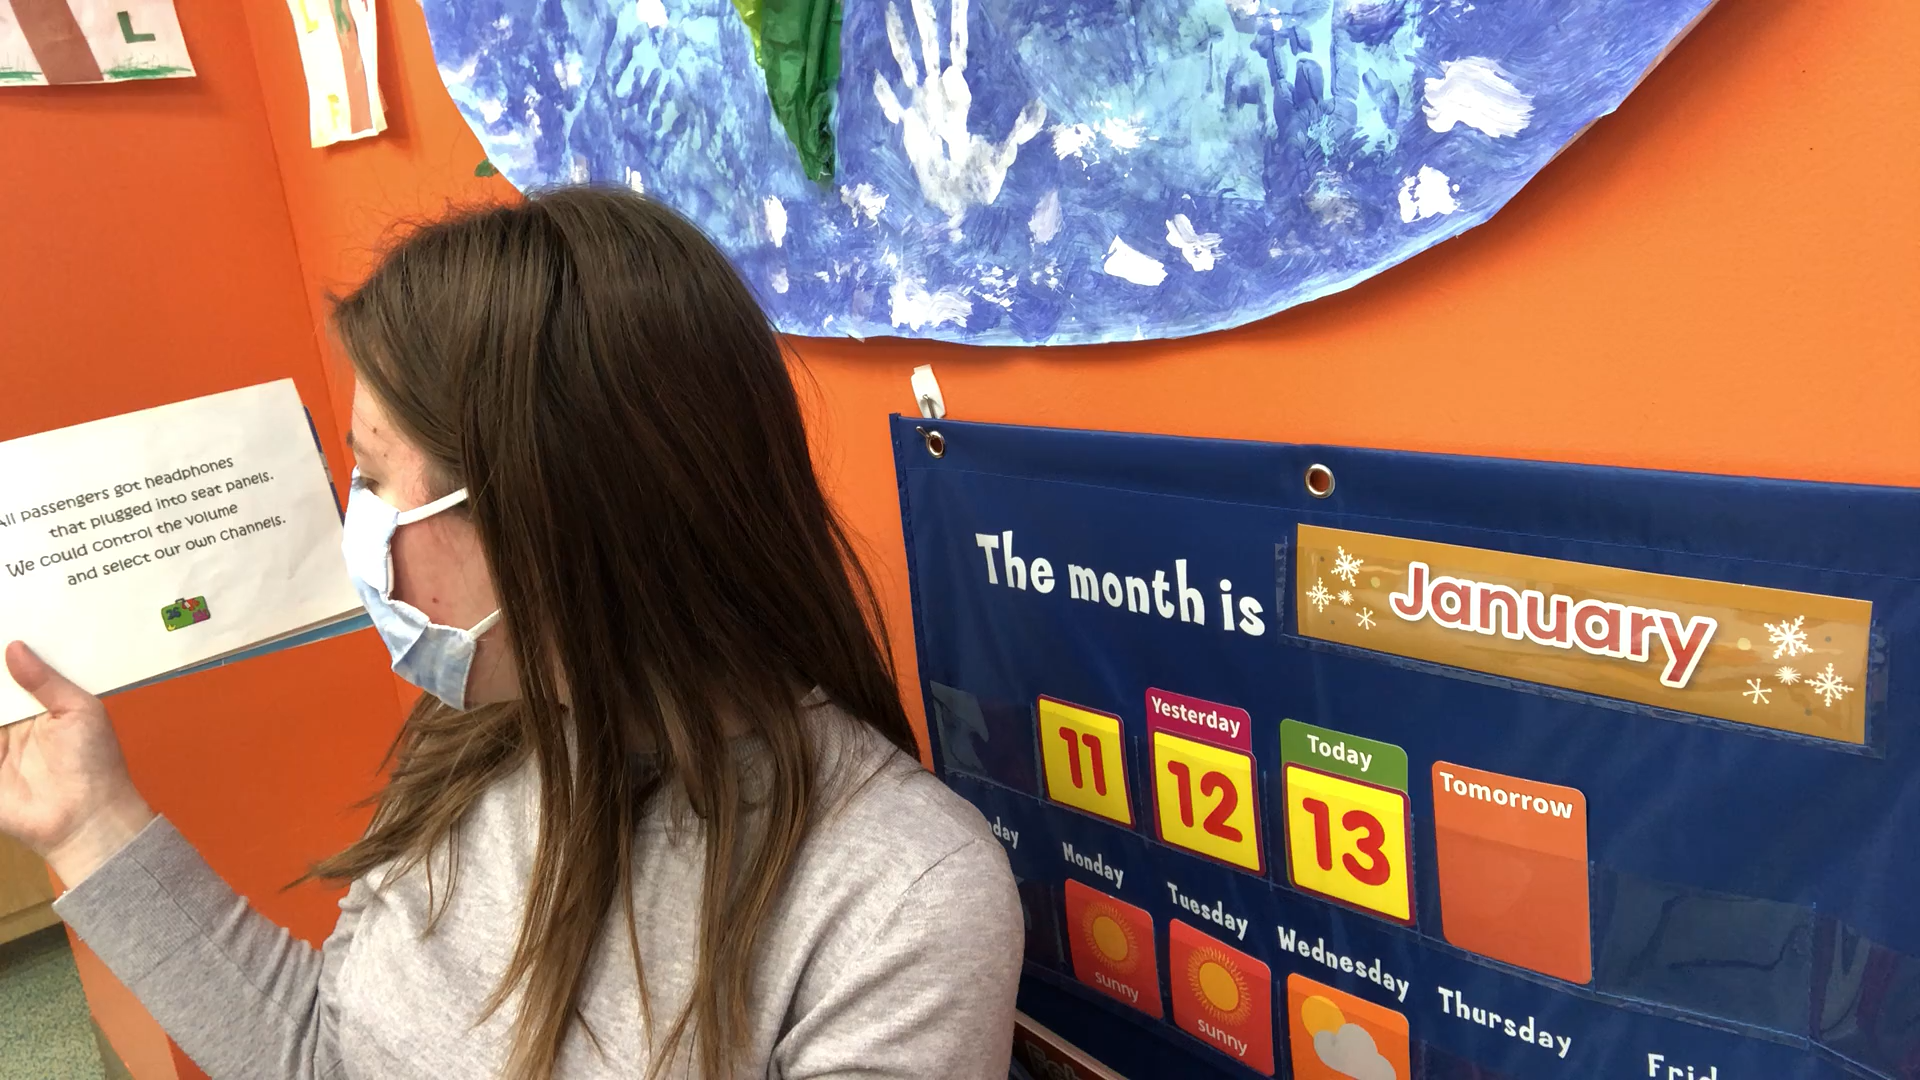 L
All passengers got headphones
that plugged into seat panels.
We could control the volume
and select our own channels.
26
The month is January
11
Yesterday
12
Today
13
Tomorrow
Monday
Tuesday
Wednesday
Thursday
sunny
sunny